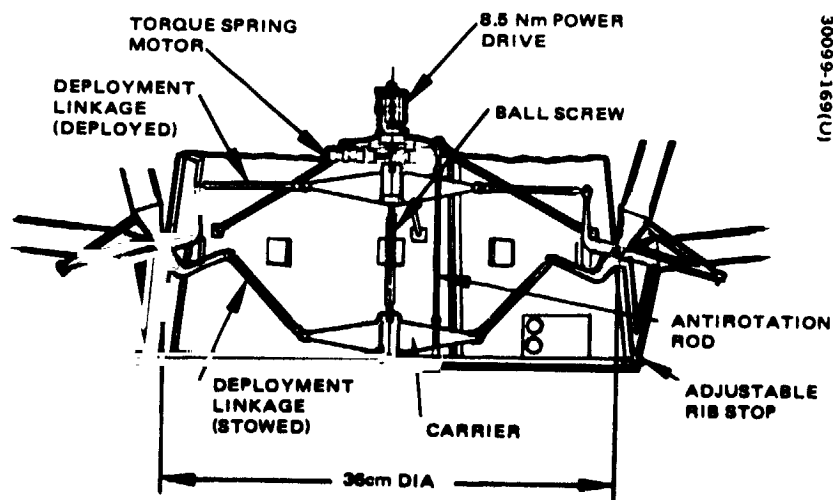 TORQUE SPRING
MOTOR
8.5 Nm POWER
DRIVE
30099-169(U)
DEPLOYMENT
LINKAGE
(DEPLOYED)
BALL SCREW
ANTIROTATION
ROD
DEPLOYMENT
LINKAGE
(STOWED)
CARRIER
ADJUSTABLE
RIB STOP
36cm DIA